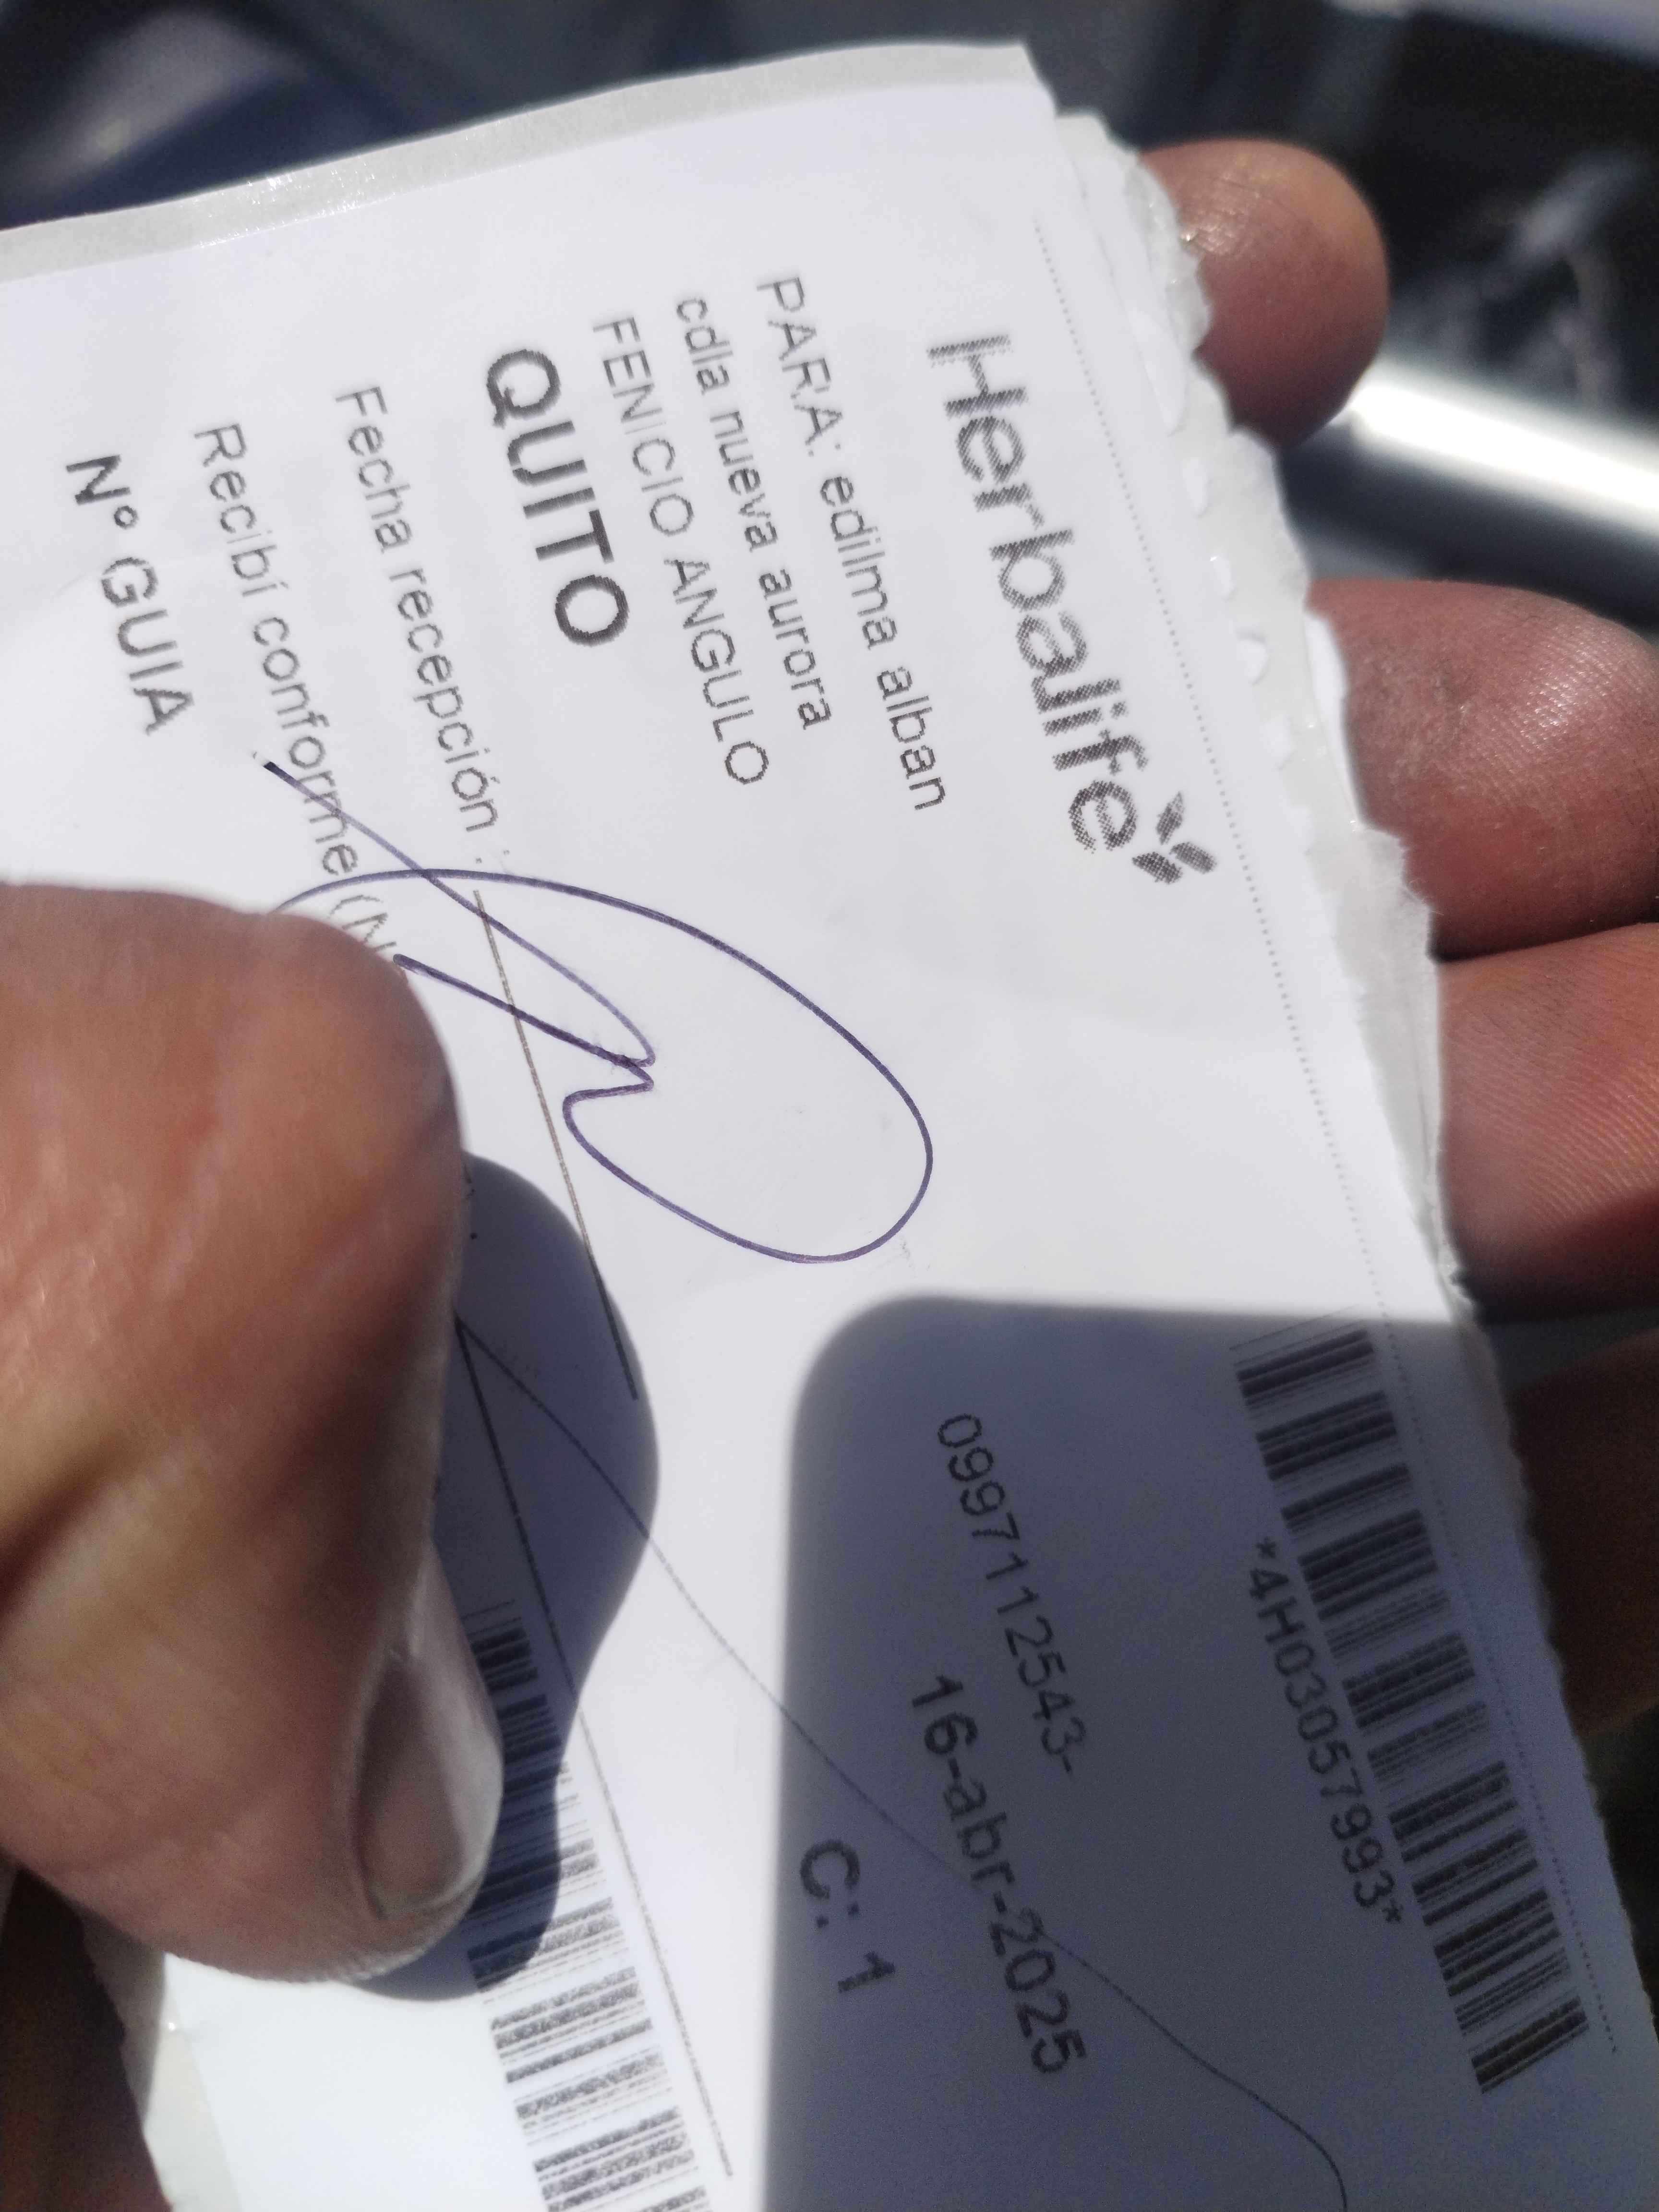 Herbalife
*4H03057993*
PARA: edilma alban
0997112543-
cdla nueva aurora
FENICIO ANGULO
16-abr-2025
QUITO
C: 1
Fecha recepción :
Recibí conforme
N° GUIA